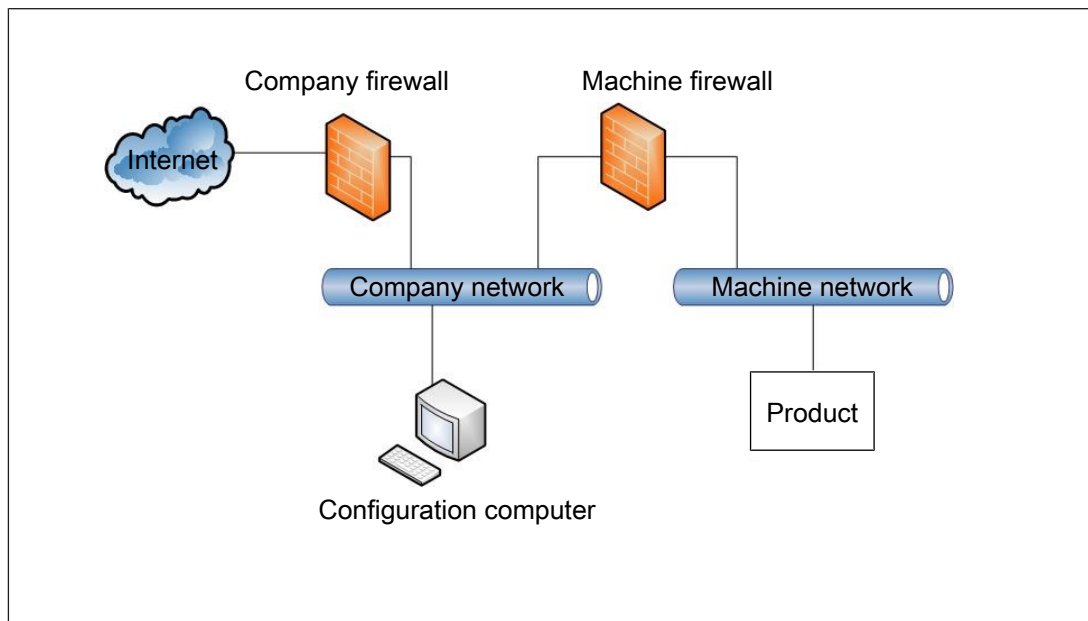 Company firewall
Machine firewall
Internet
Company network
Machine network
Product
Configuration computer